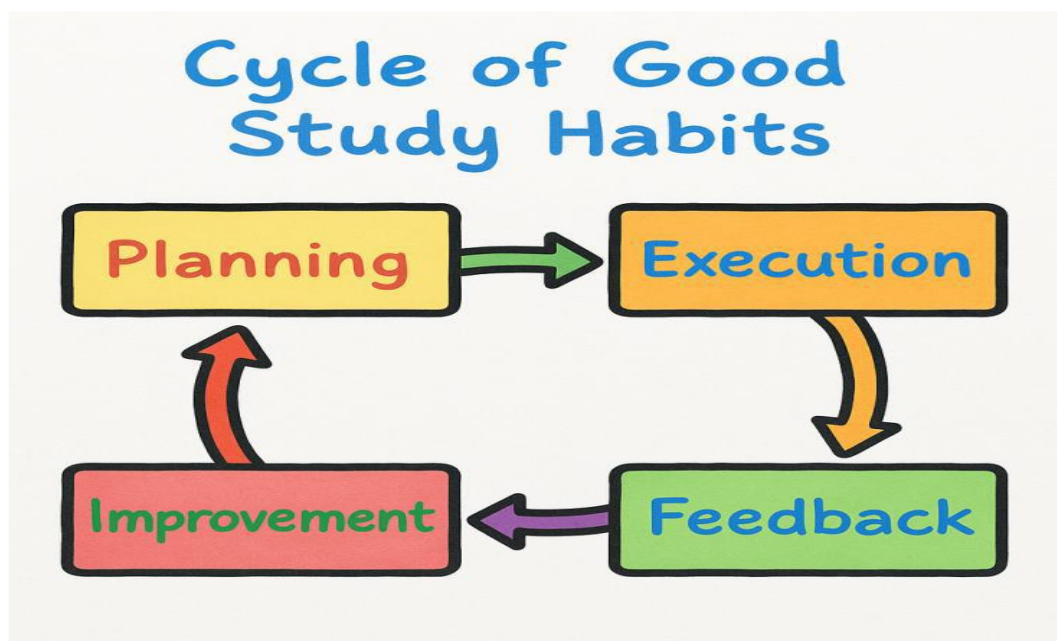 Cycle of Good
Study Habits
Planning
Execution
Feedback
Improvement